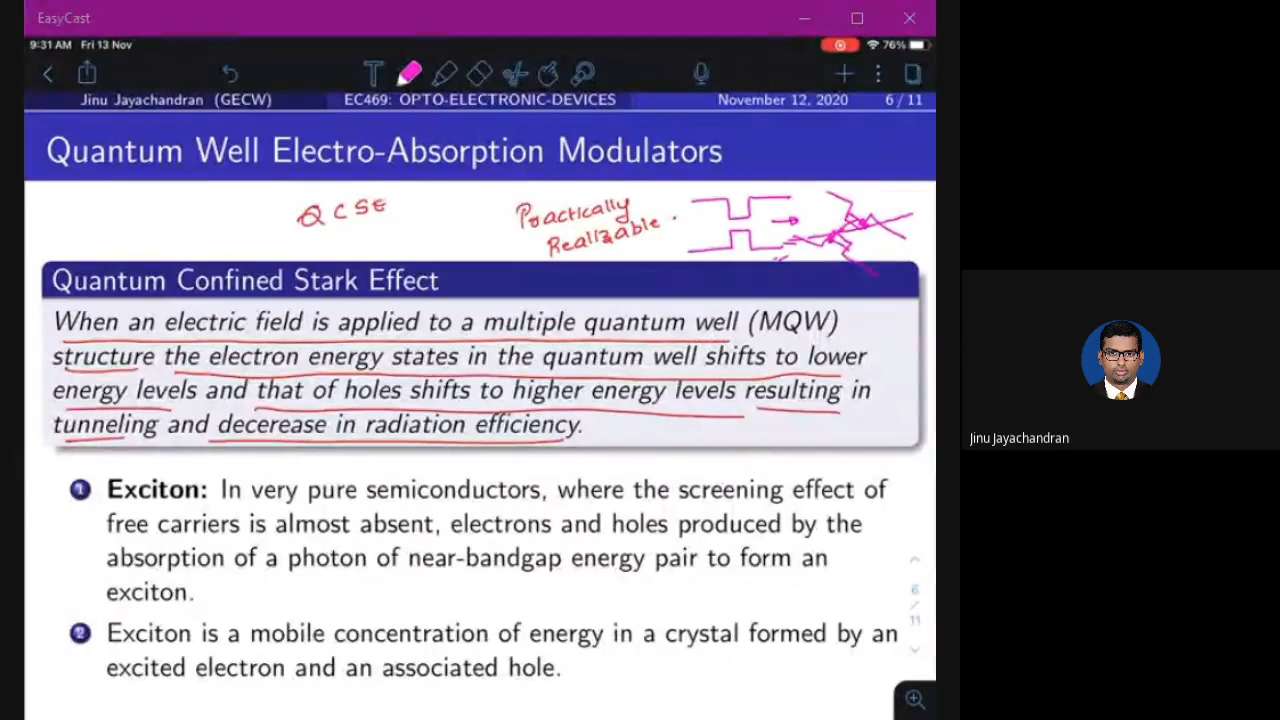 EasyCast
9:31 AM Fri 13 Nov
76%
Jinu Jayachandran (GECW) EC469: OPTO-ELECTRONIC-DEVICES November 12, 2020 6 / 11
Quantum Well Electro-Absorption Modulators
QCSE
Practically
Realizable.
Quantum Confined Stark Effect
When an electric field is applied to a multiple quantum well (MQW)
structure the electron energy states in the quantum well shifts to lower
energy levels and that of holes shifts to higher energy levels resulting in
tunneling and decerease in radiation efficiency.
1 Exciton: In very pure semiconductors, where the screening effect of
free carriers is almost absent, electrons and holes produced by the
absorption of a photon of near-bandgap energy pair to form an
exciton.
2 Exciton is a mobile concentration of energy in a crystal formed by an
excited electron and an associated hole.
6
/
11
Jinu Jayachandran